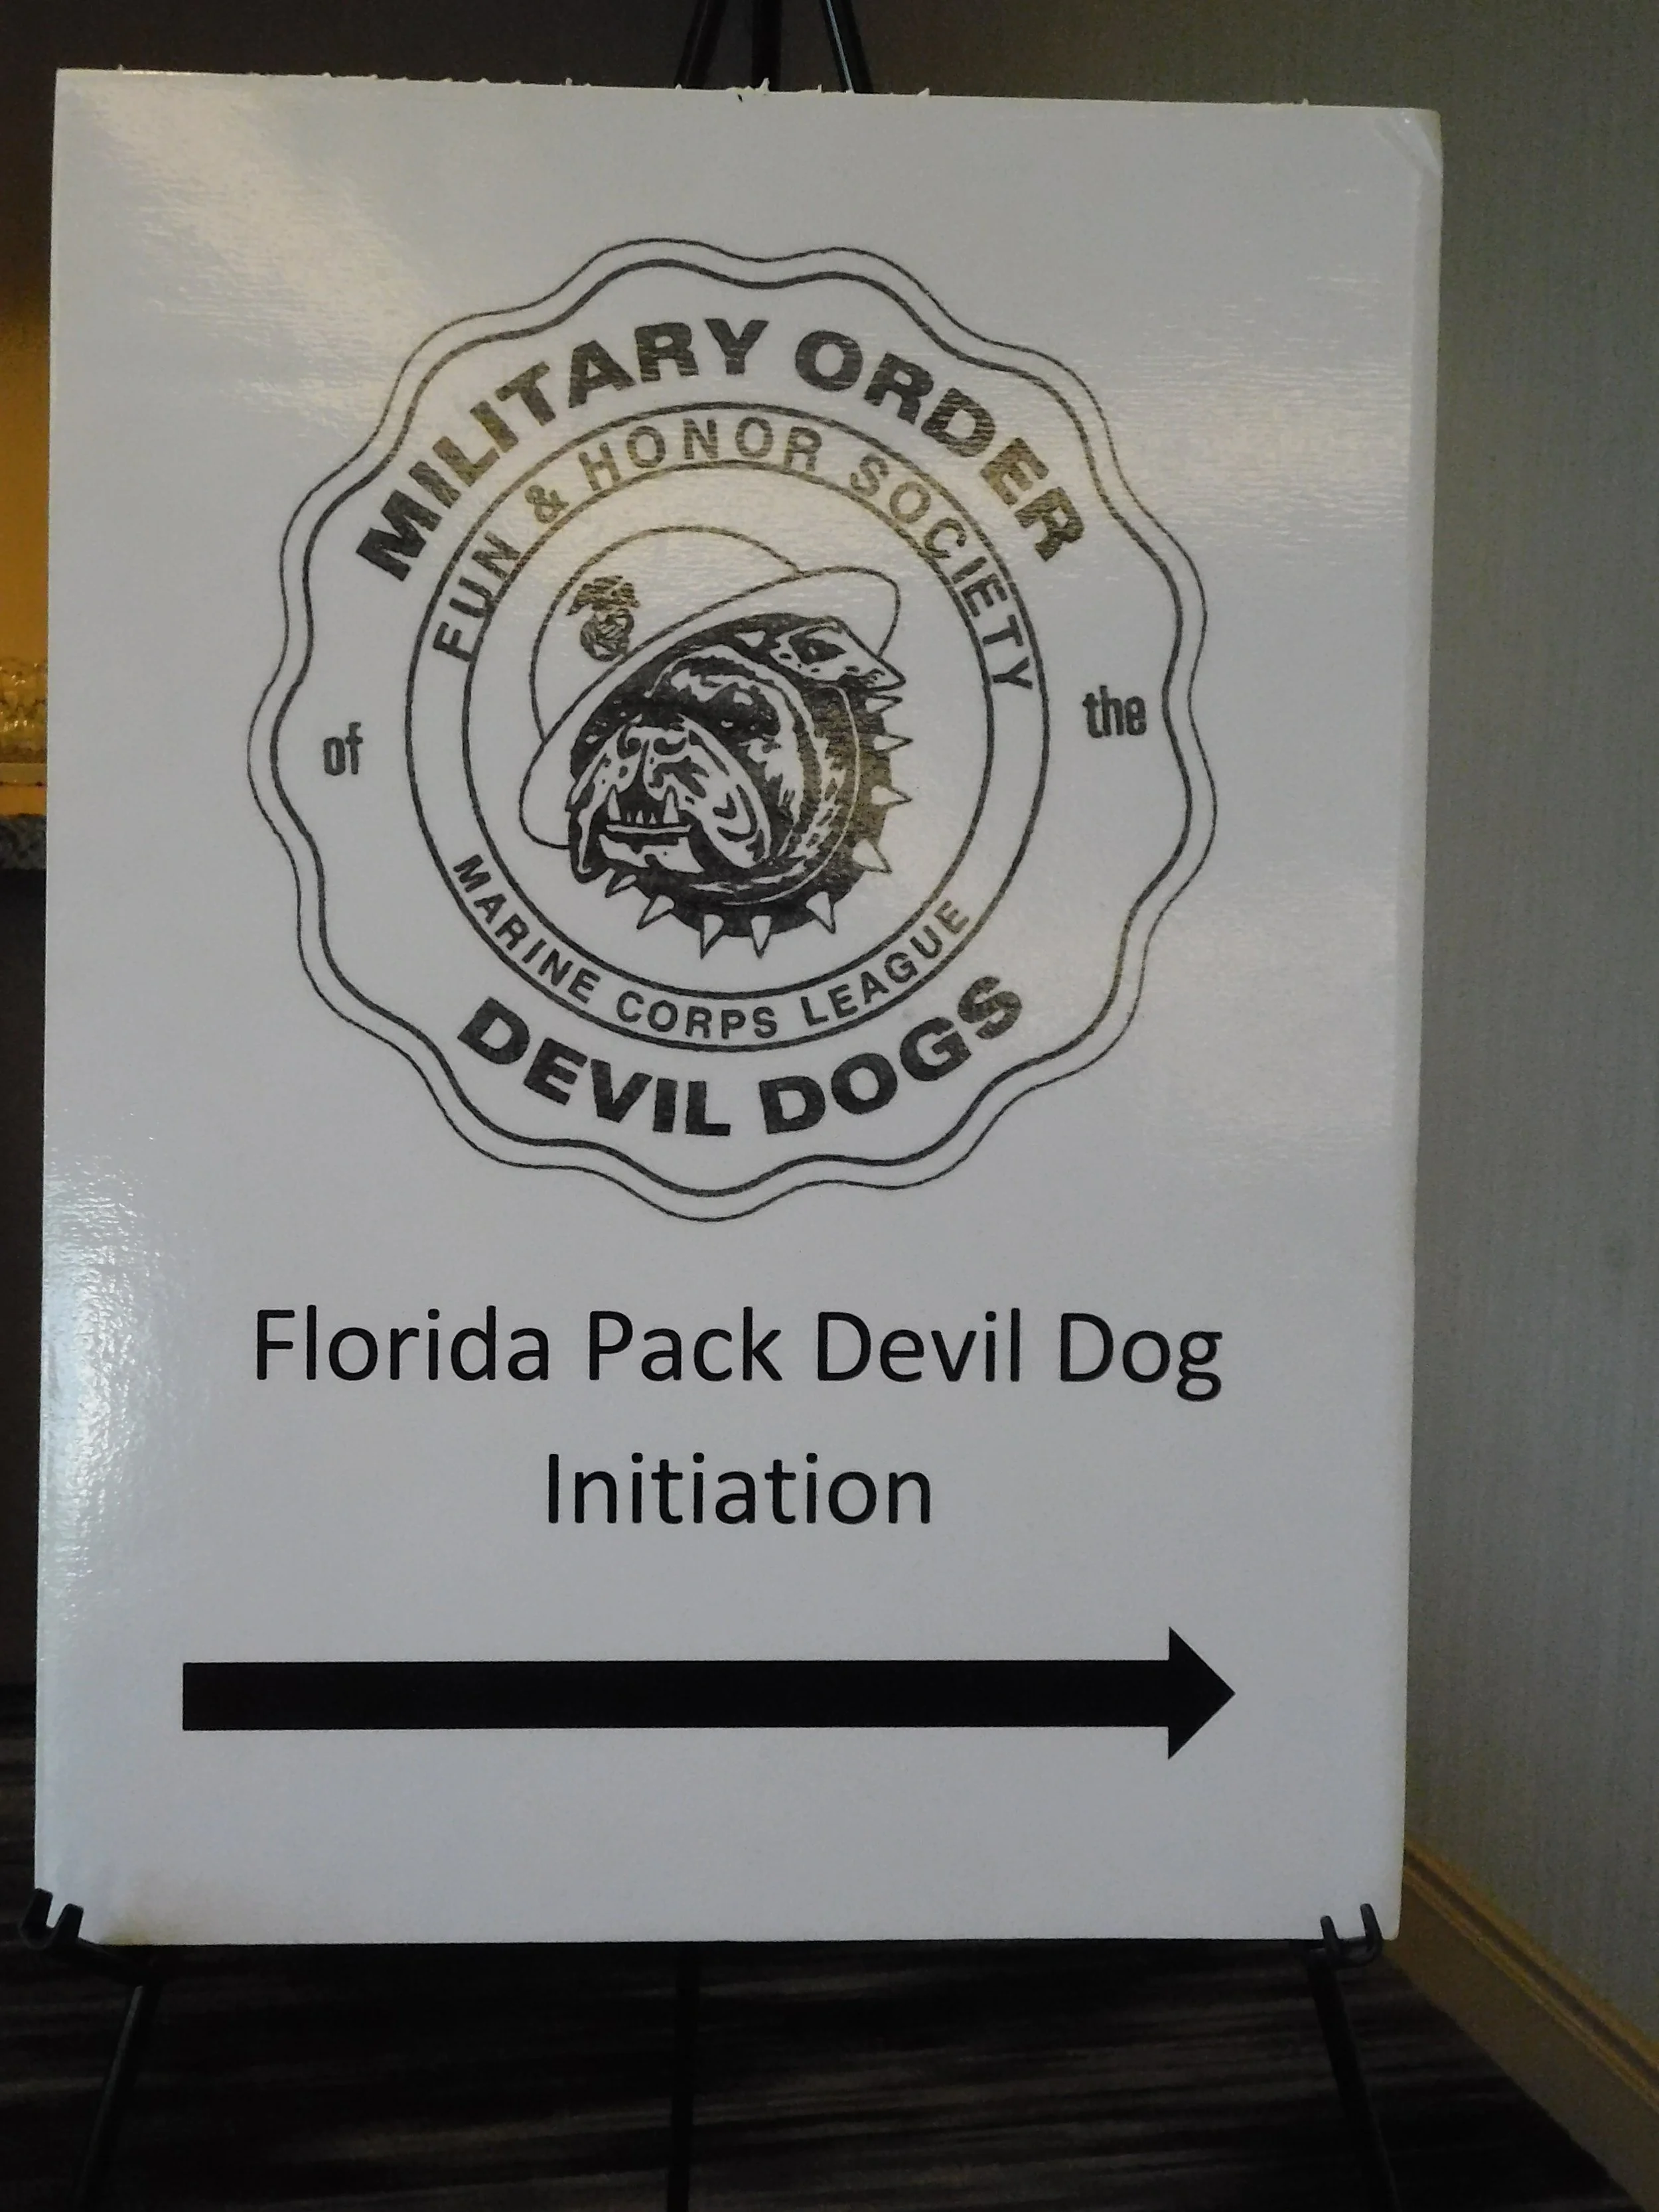 MILITARY ORDER
of the
DEVIL DOGS
FUN & HONOR SOCIETY
MARINE CORPS LEAGUE
Florida Pack Devil Dog
Initiation